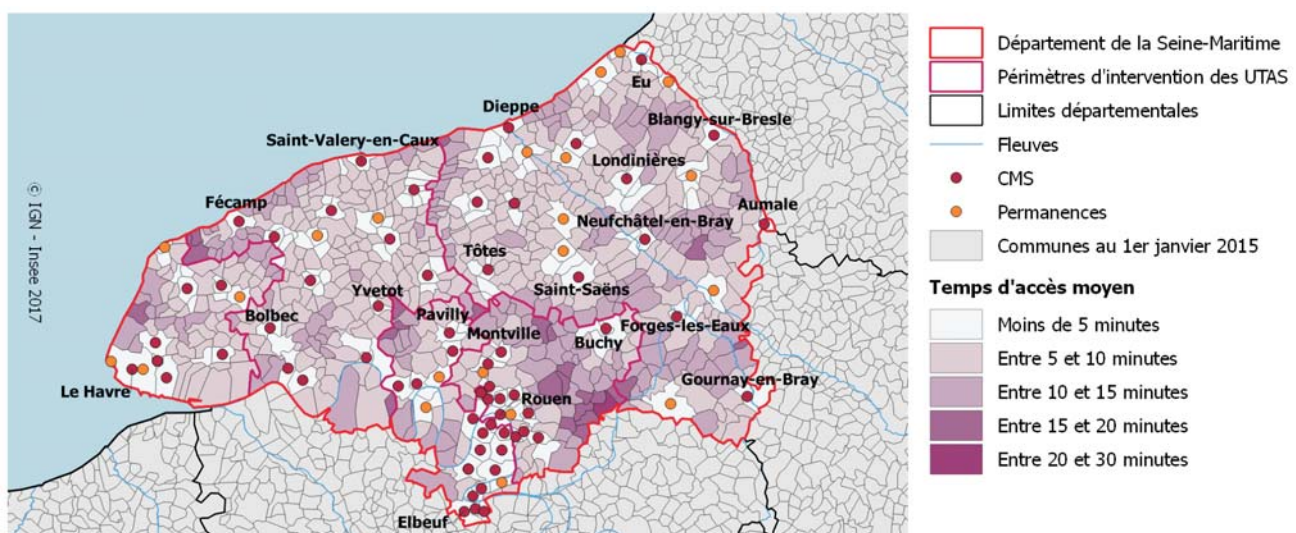 Eu
Dieppe
Blangy-sur-Bresle
Saint-Valery-en-Caux
Londinières
Fécamp
Aumale
Neufchâtel-en-Bray
Tôtes
Saint-Saëns
Yvetot
Bolbec
Pavilly
Montville
Forges-les-Eaux
Buchy
Gournay-en-Bray
Le Havre
Rouen
Elbeuf
© IGN - Insee 2017
Département de la Seine-Maritime
Périmètres d'intervention des UTAS
Limites départementales
Fleuves
CMS
Permanences
Communes au 1er janvier 2015
Temps d'accès moyen
Moins de 5 minutes
Entre 5 et 10 minutes
Entre 10 et 15 minutes
Entre 15 et 20 minutes
Entre 20 et 30 minutes